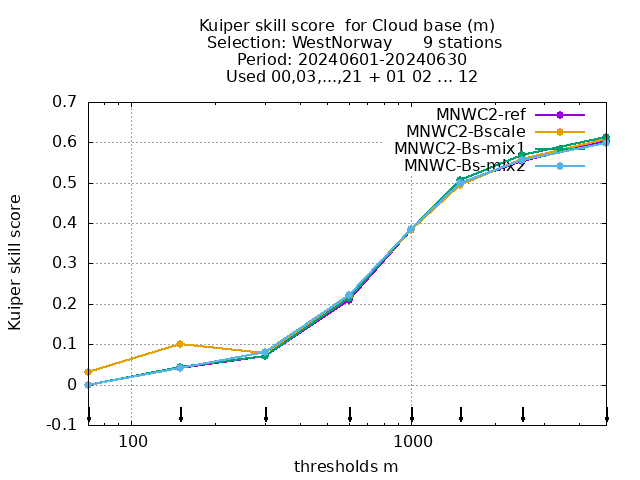 Kuiper skill score for Cloud base (m)
Selection: WestNorway 9 stations
Period: 20240601-20240630
Used 00,03,...,21 + 01 02 ... 12
MNWC2-ref
MNWC2-Bscale
MNWC2-Bs-mix1
MNWC-Bs-mix2
0.7
0.6
0.5
0.4
0.3
0.2
0.1
0
-0.1
Kuiper skill score
100
1000
thresholds m